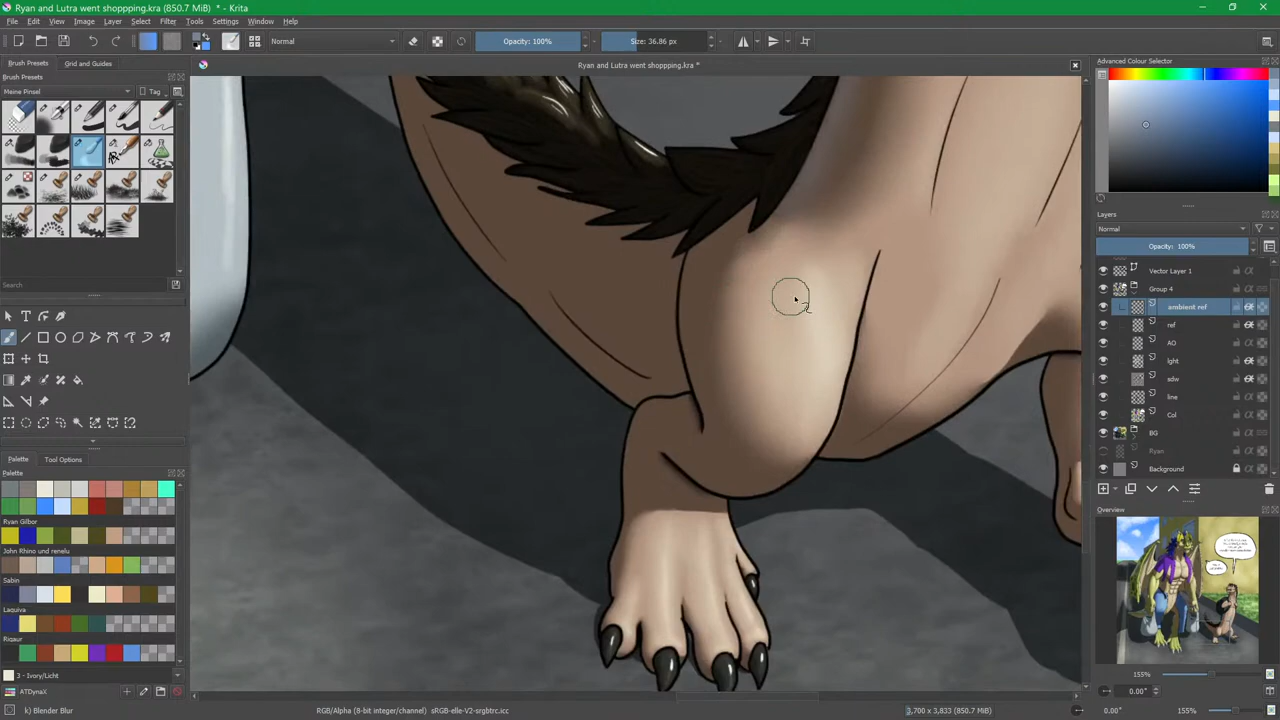 Ryan and Lutra went shoppping.kra (850.7 MiB) * - Krita
File Edit View Image Layer Select Filter Tools Settings Window Help
Normal
Opacity: 100%
Size: 36.86 px
Brush Presets Grid and Guides
Ryan and Lutra went shoppping.kra *
Advanced Colour Selector
Brush Presets
Meine Pinsel
Tag
Layers
Normal
Opacity: 100%
Vector Layer 1
Group 4
ambient ref
ref
AO
lght
sdw
line
Col
BG
Ryan
Background
Search
Palette Tool Options
Palette
Ryan Gilbor
John Rhino und renelu
Sabin
Laquiva
3 - Ivory/Licht
ATDynaX
Overview
155%
0.00°
k) Blender Blur
RGB/Alpha (8-bit integer/channel) sRGB-elle-V2-srgbtrc.icc
3,700 x 3,833 (850.7 MiB)
0.00°
155%